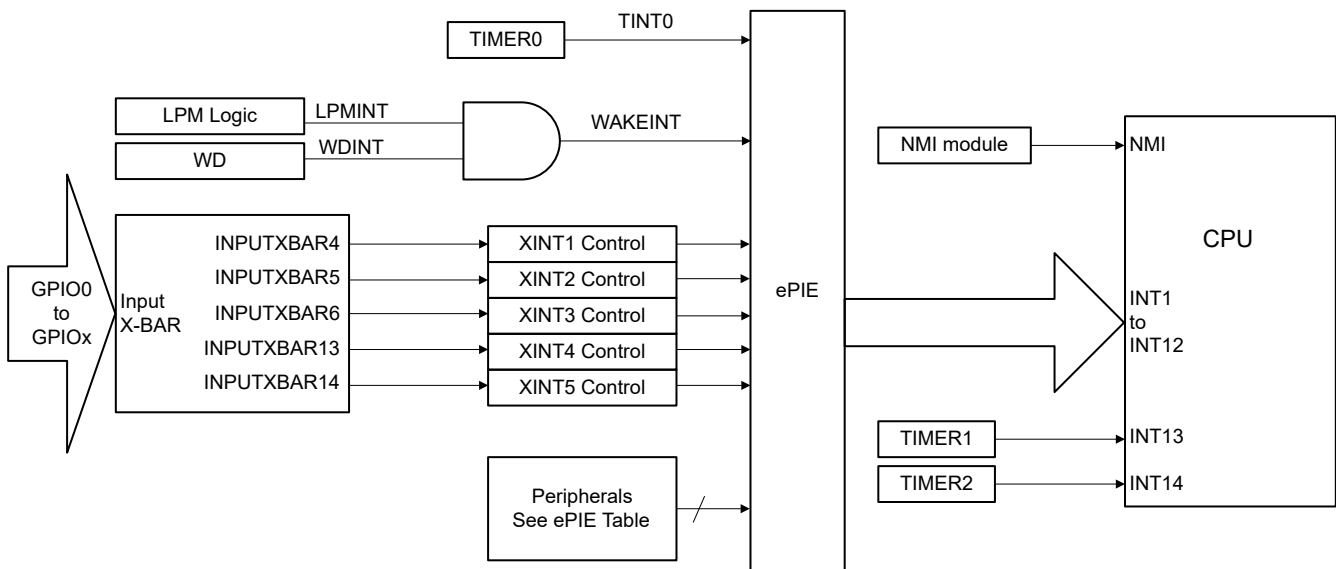 TINT0
TIMER0
LPM Logic
LPMINT
WD
WDINT
WAKEINT
GPIO0
to
GPIOx
Input
X-BAR
INPUTXBAR4
INPUTXBAR5
INPUTXBAR6
INPUTXBAR13
INPUTXBAR14
XINT1 Control
XINT2 Control
XINT3 Control
XINT4 Control
XINT5 Control
Peripherals
See ePIE Table
ePIE
NMI module
NMI
CPU
INT1
to
INT12
TIMER1
INT13
TIMER2
INT14